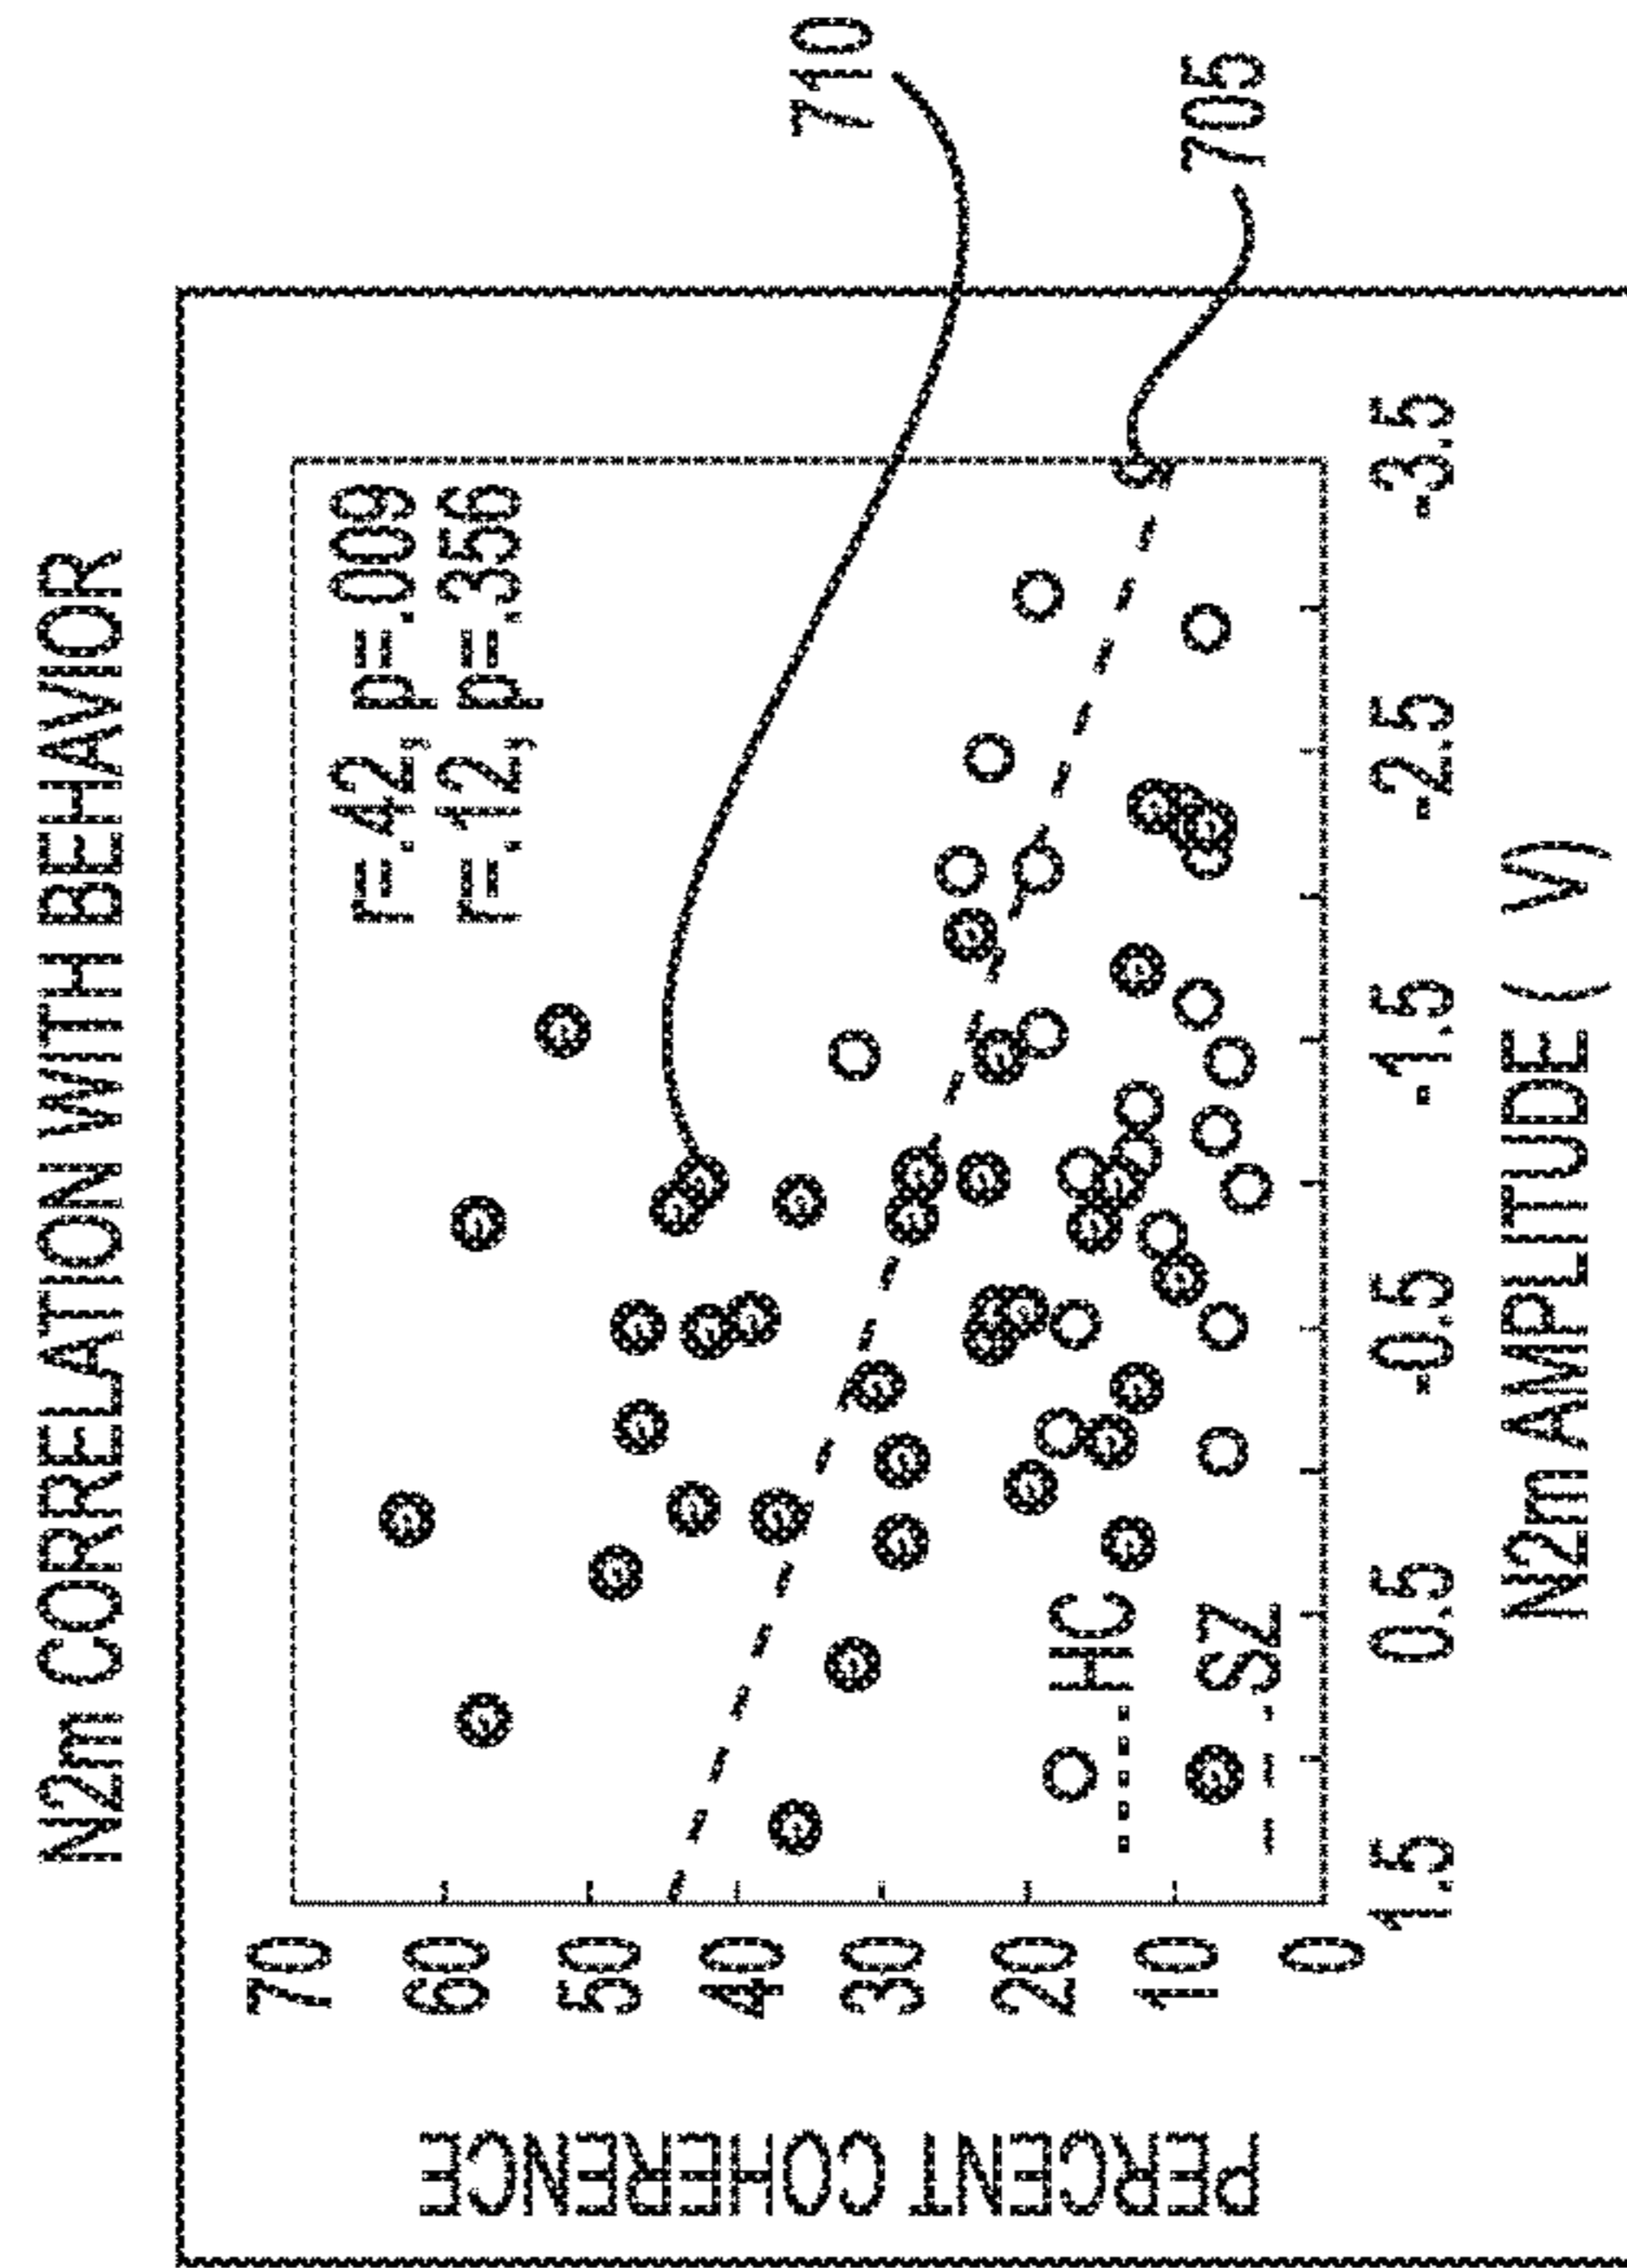 N2m CORRELATION WITH BEHAVIOR
r=.42, p=.009
r=.12, p=.356
710
705
PERCENT COHERENCE
70
60
50
40
30
20
10
0
HC
SZ
1.5
0.5
-0.5
-1.5
-2.5
-3.5
N2m AMPLITUDE ( V)